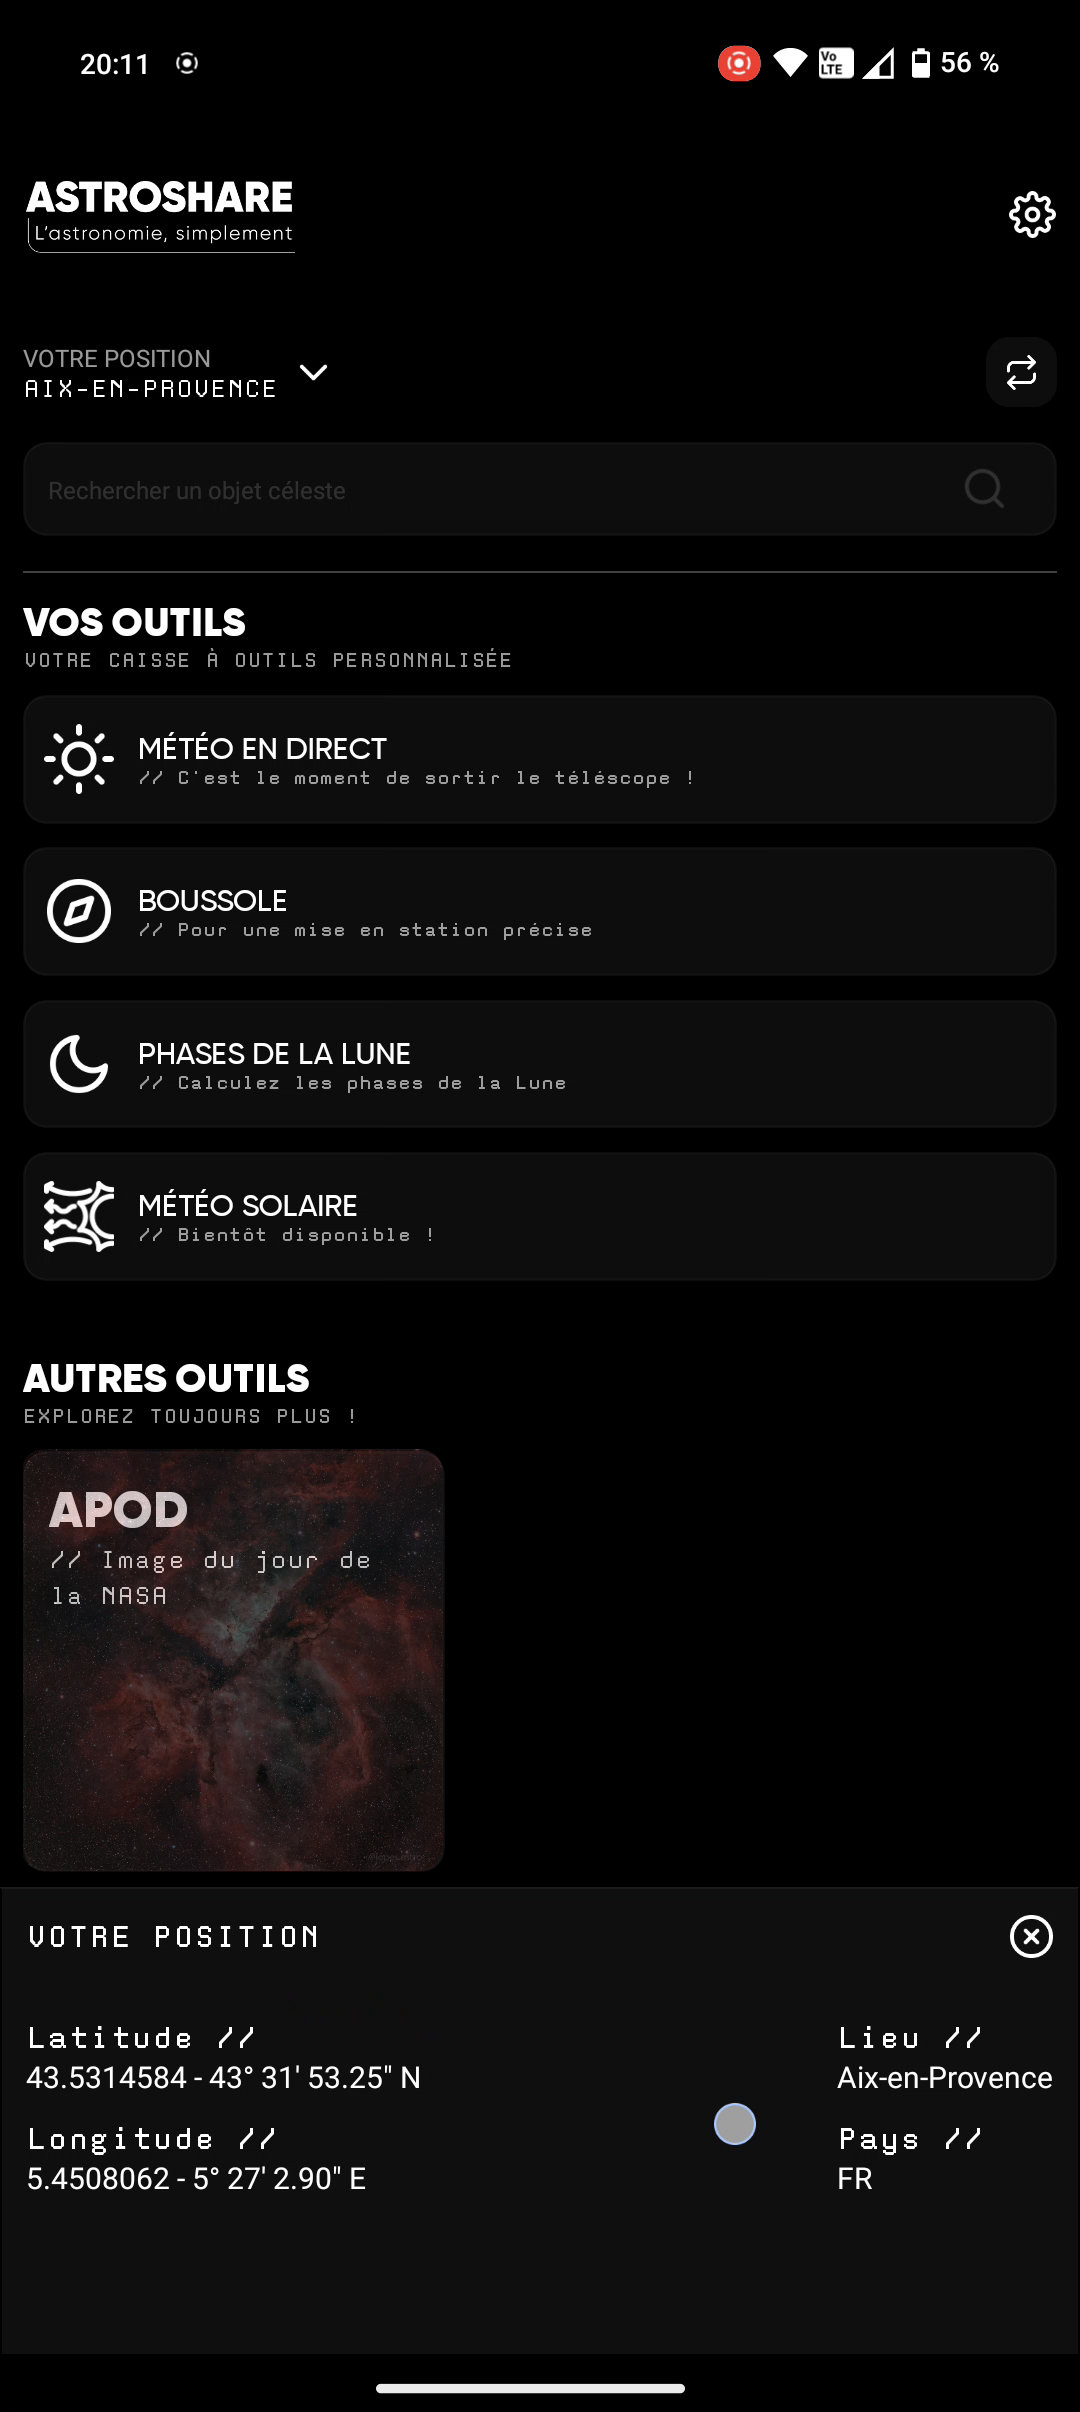 20:11
Vo LTE
56 %
ASTROSHARE
L'astronomie, simplement
VOTRE POSITION
AIX-EN-PROVENCE
Rechercher un objet céleste
VOS OUTILS
VOTRE CAISSE À OUTILS PERSONNALISÉE
MÉTÉO EN DIRECT
// C'est le moment de sortir le téléscope !
BOUSSOLE
// Pour une mise en station précise
PHASES DE LA LUNE
// Calculez les phases de la Lune
MÉTÉO SOLAIRE
// Bientôt disponible !
AUTRES OUTILS
EXPLOREZ TOUJOURS PLUS !
APOD
// Image du jour de
la NASA
VOTRE POSITION
Latitude //
43.5314584 - 43° 31' 53.25" N
Longitude //
5.4508062 - 5° 27' 2.90" E
Lieu //
Aix-en-Provence
Pays //
FR